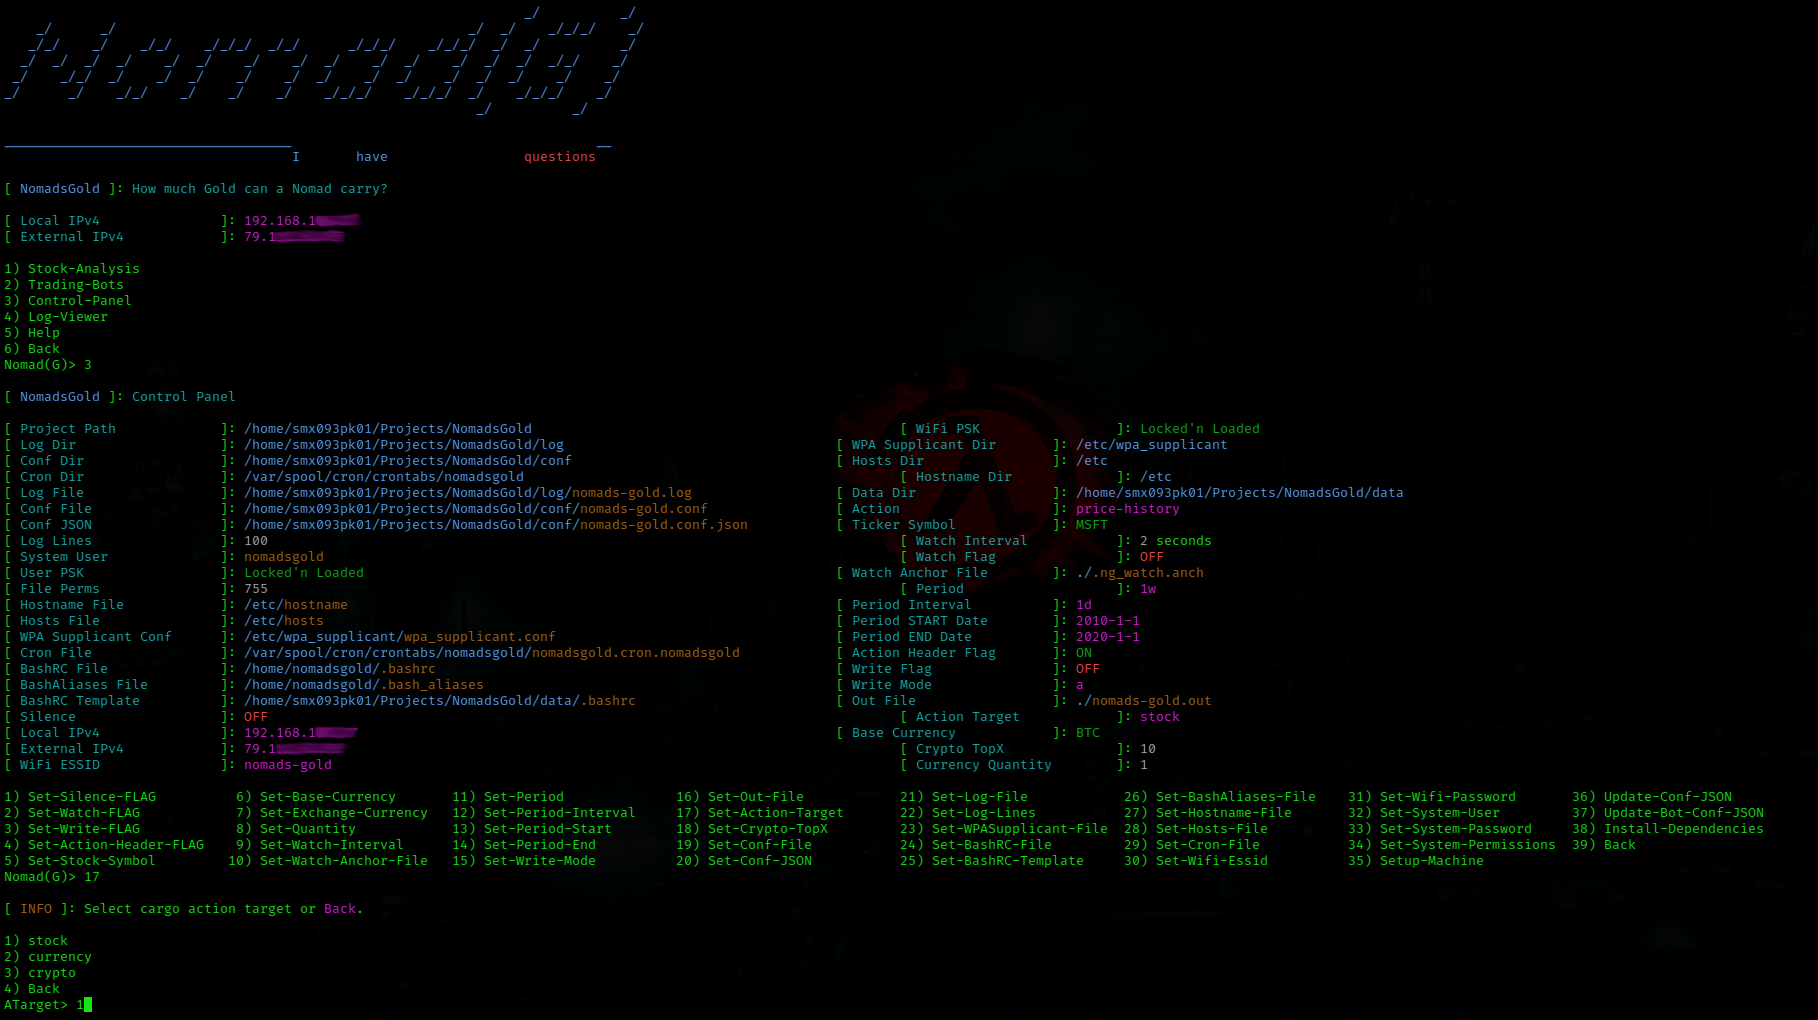 I have questions
[ NomadsGold ]: How much Gold can a Nomad carry?
[ Local IPv4 ]: 192.168.1
[ External IPv4 ]: 79.1
1) Stock-Analysis
2) Trading-Bots
3) Control-Panel
4) Log-Viewer
5) Help
6) Back
Nomad(G)> 3
[ NomadsGold ]: Control Panel
[ Project Path ]: /home/smx093pk01/Projects/NomadsGold [ WiFi PSK ]: Locked'n Loaded
[ Log Dir ]: /home/smx093pk01/Projects/NomadsGold/log [ WPA Supplicant Dir ]: /etc/wpa_supplicant
[ Conf Dir ]: /home/smx093pk01/Projects/NomadsGold/conf [ Hosts Dir ]: /etc
[ Cron Dir ]: /var/spool/cron/crontabs/nomadsgold [ Hostname Dir ]: /etc
[ Log File ]: /home/smx093pk01/Projects/NomadsGold/log/nomads-gold.log [ Data Dir ]: /home/smx093pk01/Projects/NomadsGold/data
[ Conf File ]: /home/smx093pk01/Projects/NomadsGold/conf/nomads-gold.conf [ Action ]: price-history
[ Conf JSON ]: /home/smx093pk01/Projects/NomadsGold/conf/nomads-gold.conf.json [ Ticker Symbol ]: MSFT
[ Log Lines ]: 100 [ Watch Interval ]: 2 seconds
[ System User ]: nomadsgold [ Watch Flag ]: OFF
[ User PSK ]: Locked'n Loaded [ Watch Anchor File ]: ./.ng_watch.anch
[ File Perms ]: 755 [ Period ]: 1w
[ Hostname File ]: /etc/hostname [ Period Interval ]: 1d
[ Hosts File ]: /etc/hosts [ Period START Date ]: 2010-1-1
[ WPA Supplicant Conf ]: /etc/wpa_supplicant/wpa_supplicant.conf [ Period END Date ]: 2020-1-1
[ Cron File ]: /var/spool/cron/crontabs/nomadsgold/nomadsgold.cron.nomadsgold [ Action Header Flag ]: ON
[ BashRC File ]: /home/nomadsgold/.bashrc [ Write Flag ]: OFF
[ BashAliases File ]: /home/nomadsgold/.bash_aliases [ Write Mode ]: a
[ BashRC Template ]: /home/smx093pk01/Projects/NomadsGold/data/.bashrc [ Out File ]: ./nomads-gold.out
[ Silence ]: OFF [ Action Target ]: stock
[ Local IPv4 ]: 192.168.1 [ Base Currency ]: BTC
[ External IPv4 ]: 79.1 [ Crypto TopX ]: 10
[ WiFi ESSID ]: nomads-gold [ Currency Quantity ]: 1
1) Set-Silence-FLAG 6) Set-Base-Currency 11) Set-Period 16) Set-Out-File 21) Set-Log-File 26) Set-BashAliases-File 31) Set-Wifi-Password 36) Update-Conf-JSON
2) Set-Watch-FLAG 7) Set-Exchange-Currency 12) Set-Period-Interval 17) Set-Action-Target 22) Set-Log-Lines 27) Set-Hostname-File 32) Set-System-User 37) Update-Bot-Conf-JSON
3) Set-Write-FLAG 8) Set-Quantity 13) Set-Period-Start 18) Set-Crypto-TopX 23) Set-WPASupplicant-File 28) Set-Hosts-File 33) Set-System-Password 38) Install-Dependencies
4) Set-Action-Header-FLAG 9) Set-Watch-Interval 14) Set-Period-End 19) Set-Conf-File 24) Set-BashRC-File 29) Set-Cron-File 34) Set-System-Permissions 39) Back
5) Set-Stock-Symbol 10) Set-Watch-Anchor-File 15) Set-Write-Mode 20) Set-Conf-JSON 25) Set-BashRC-Template 30) Set-Wifi-Essid 35) Setup-Machine
Nomad(G)> 17
[ INFO ]: Select cargo action target or Back.
1) stock
2) currency
3) crypto
4) Back
ATarget> 1